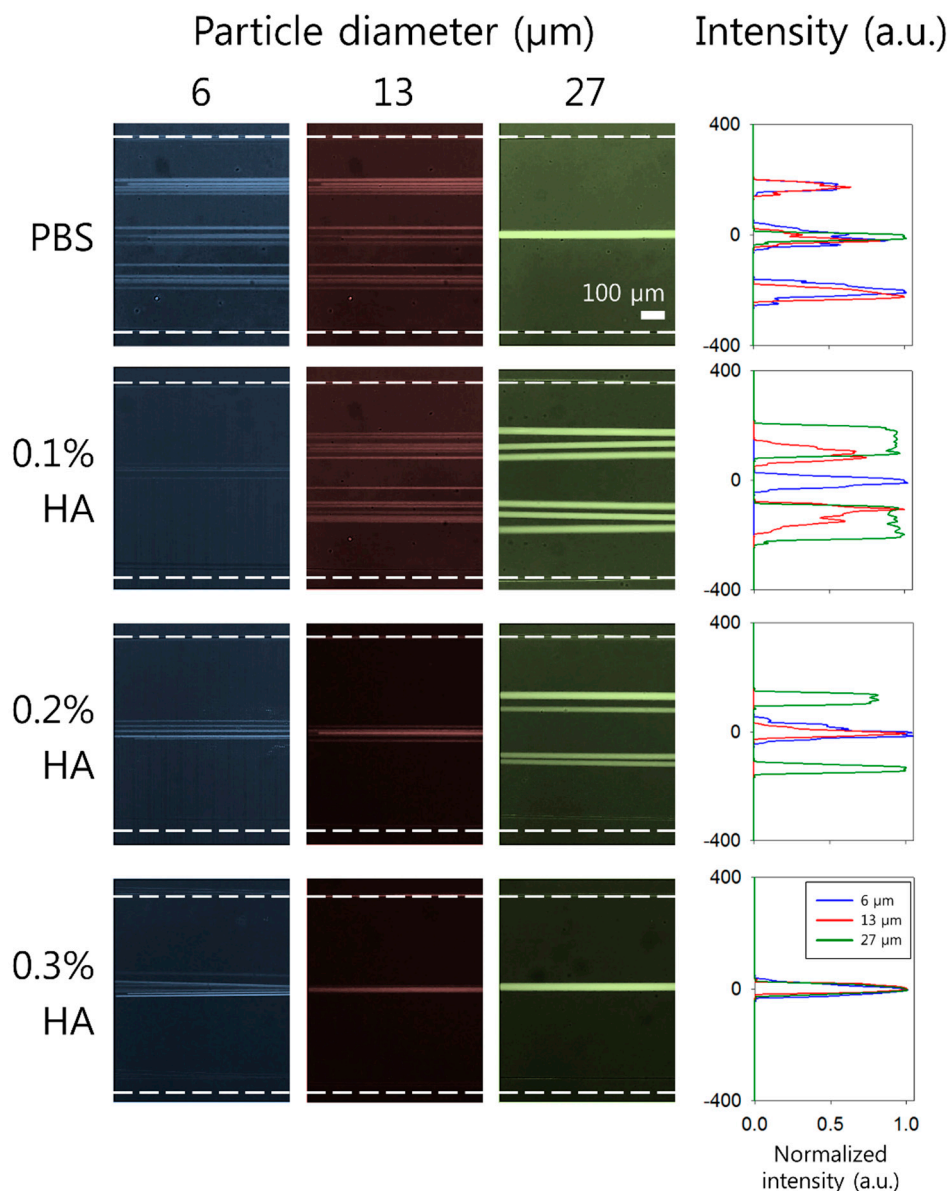 Particle diameter (µm) Intensity (a.u.)
6 13 27
400
PBS
0
100 µm
-400
400
0.1%
HA
0
-400
400
0.2%
HA
0
-400
400
6 µm
13 µm
27 µm
0.3%
HA
0
-400
0.0 0.5 1.0
Normalized
intensity (a.u.)